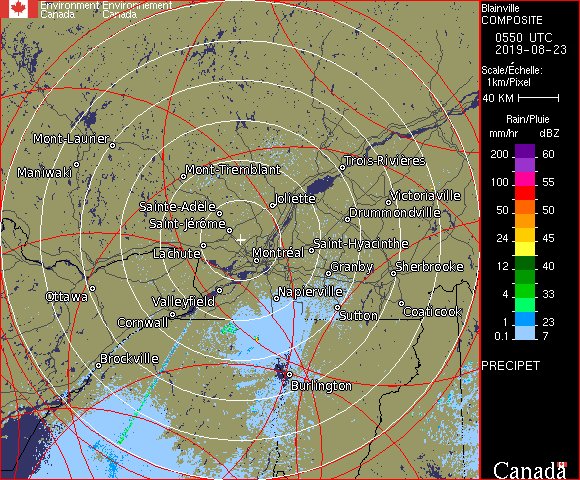 Environment Environnement
Canada Canada
Blainville
COMPOSITE
0550 UTC
2019-08-23
Scale/Échelle:
1km/Pixel
40 KM
Rain/Pluie
mm/hr dBZ
200 60
100 55
50 50
24 45
12 40
4 33
1 23
0.1 7
PRECIPET
Canada
Mont-Laurier
Maniwaki
Mont-Tremblant
Trois-Rivières
Sainte-Adele
Joliette
Victoriaville
Drummondville
Saint-Jérôme
Lachute
Montréal
Saint-Hyacinthe
Granby
Sherbrooke
Ottawa
Valleyfield
Napierville
Cornwall
Sutton
Coaticook
Brockville
Burlington